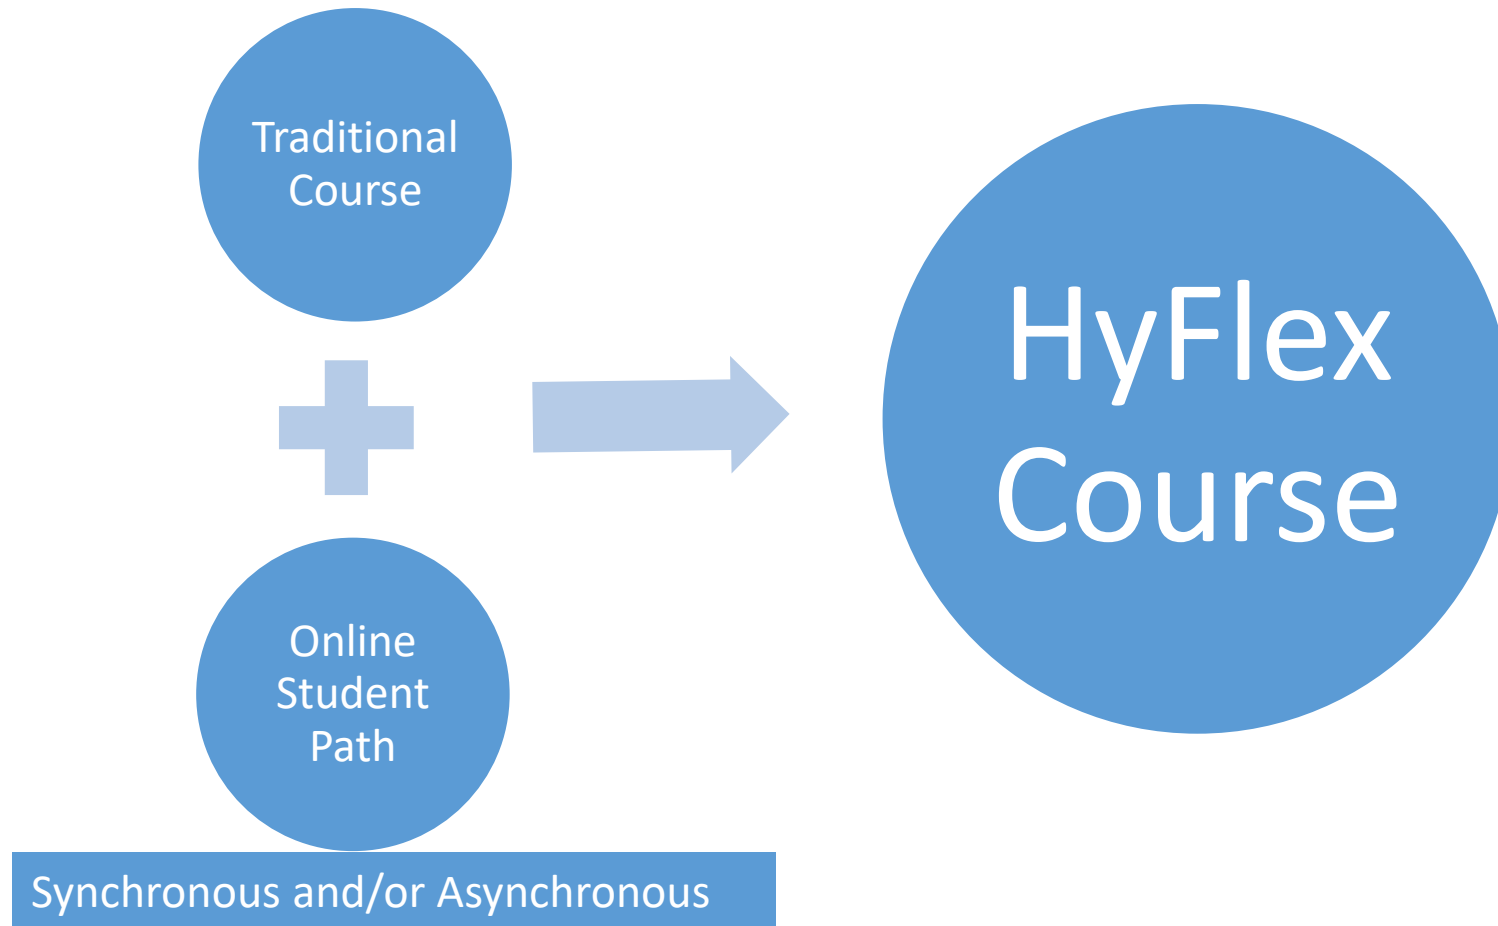 Traditional
Course
Online
Student
Path
Synchronous and/or Asynchronous
HyFlex
Course